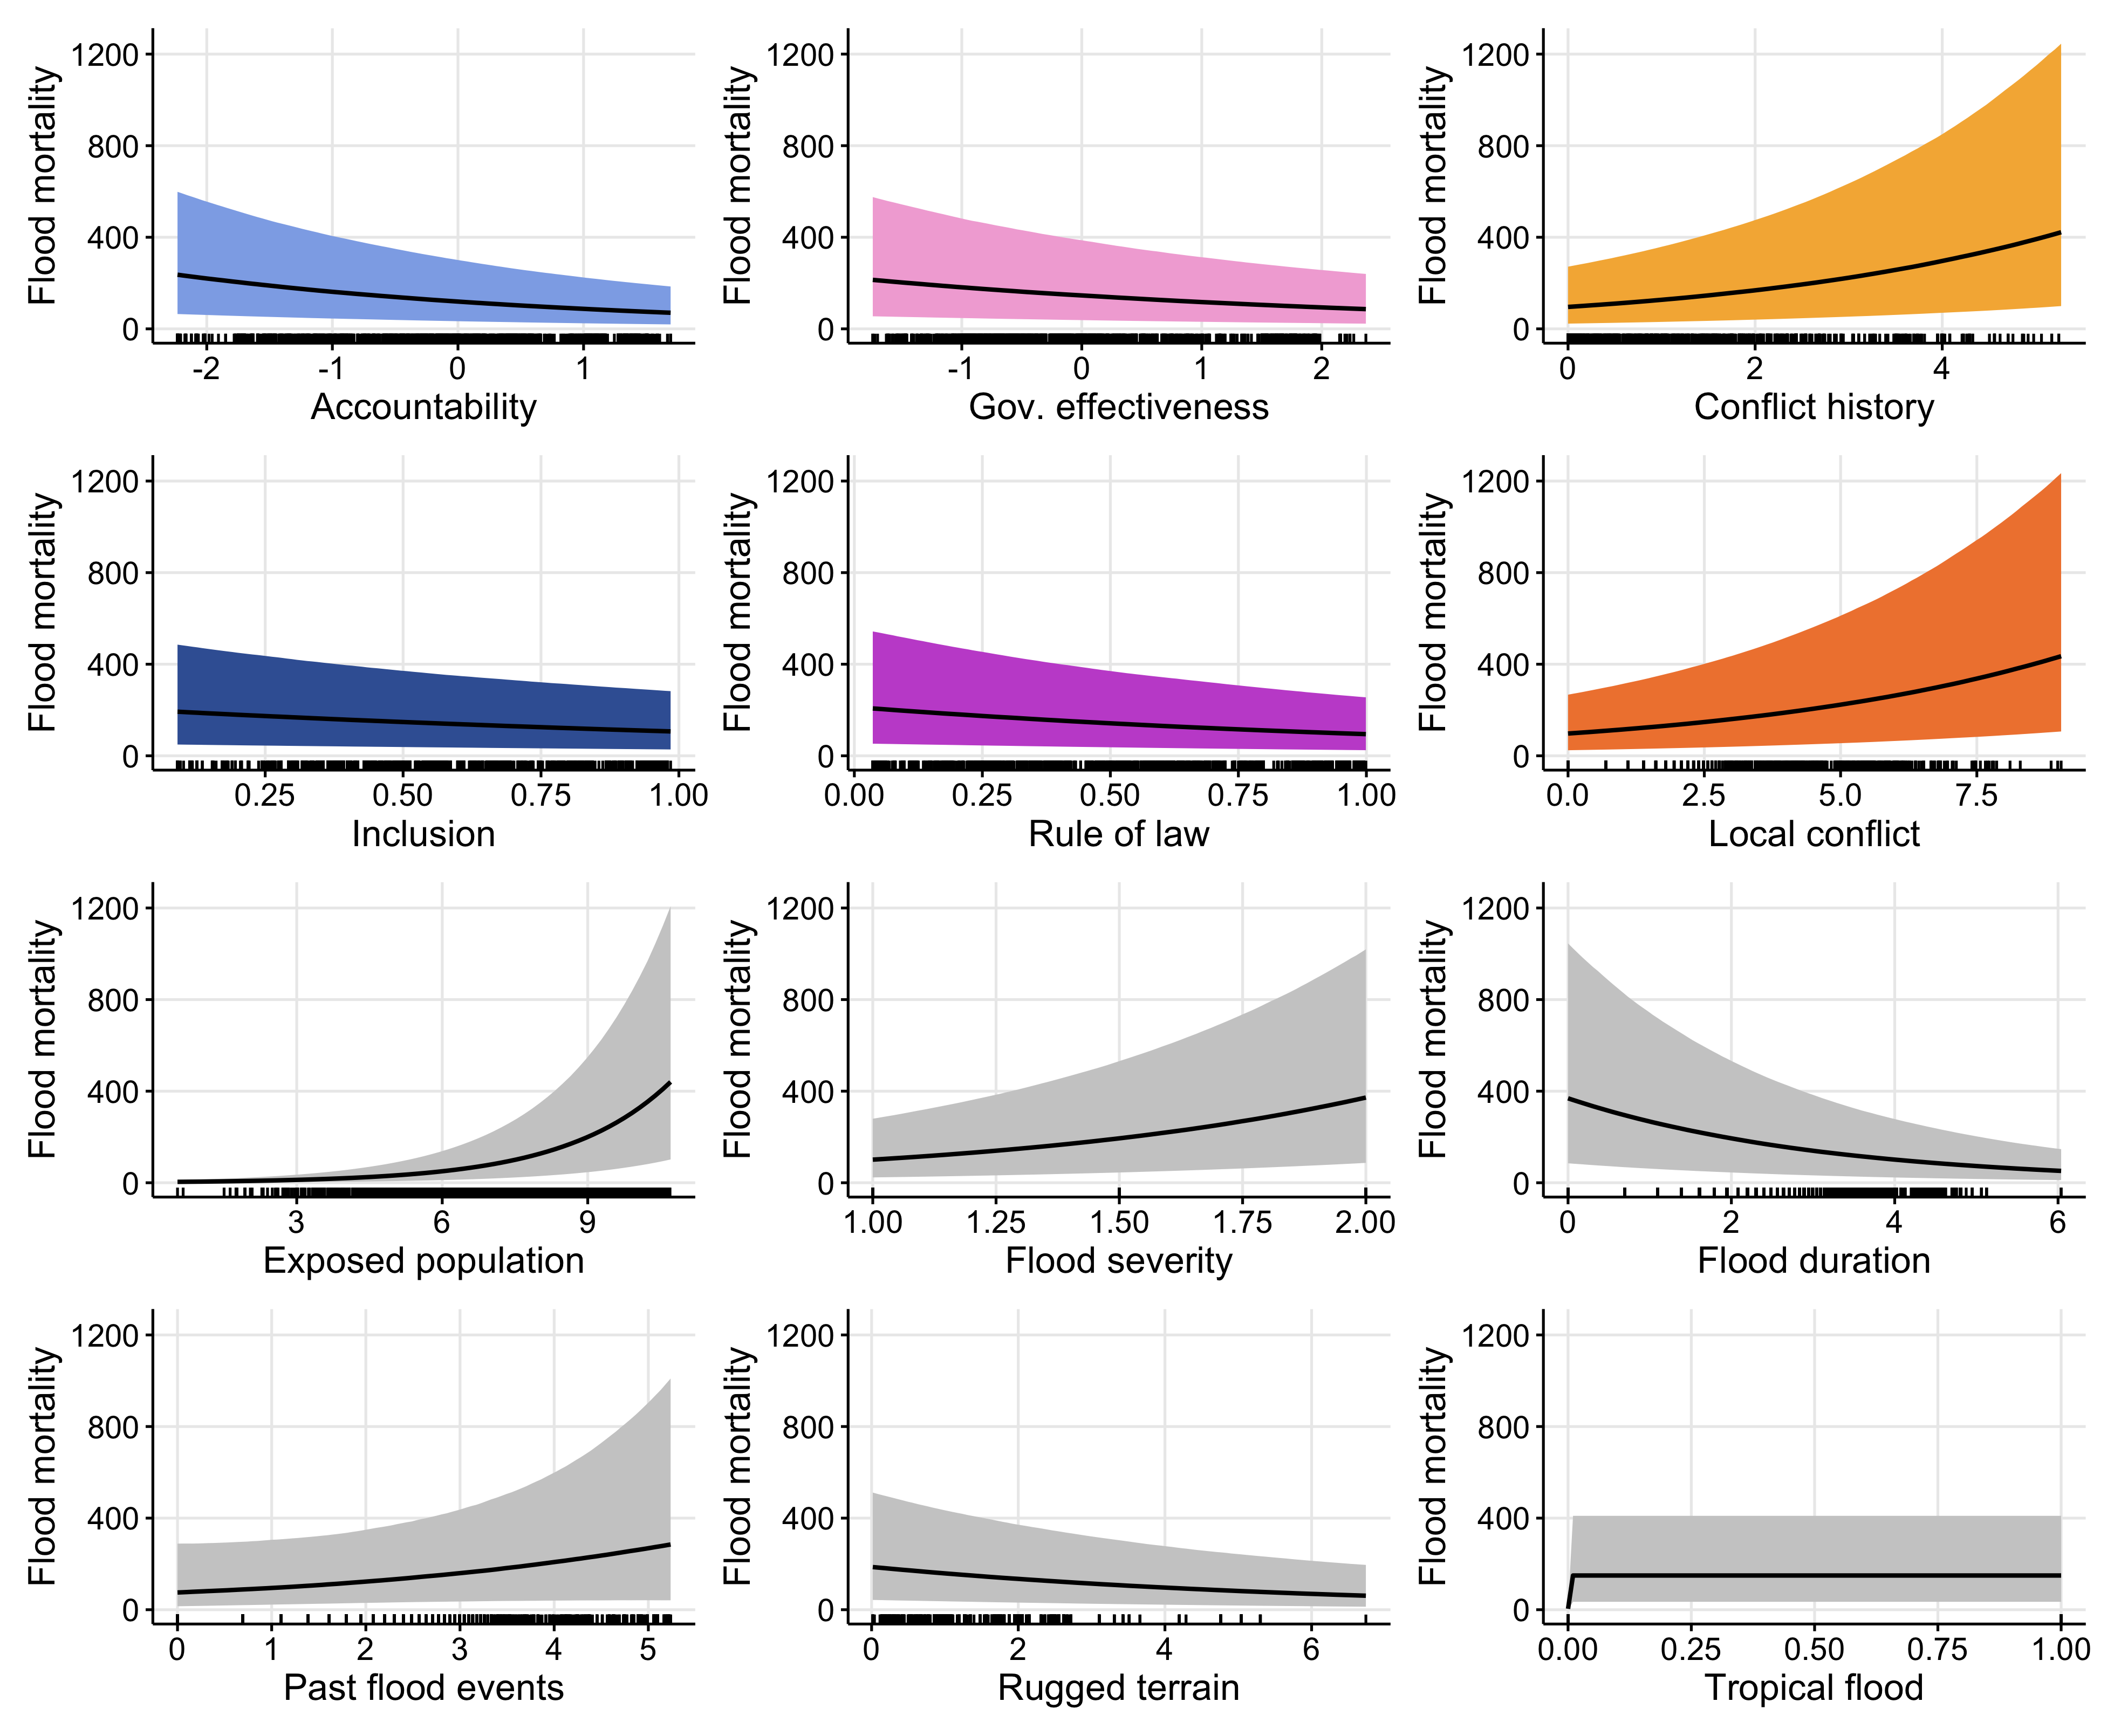 Flood mortality
1200
800
400
0
-2 -1 0 1
Accountability
Flood mortality
1200
800
400
0
-1 0 1 2
Gov. effectiveness
Flood mortality
1200
800
400
0
0 2 4
Conflict history
Flood mortality
1200
800
400
0
0.25 0.50 0.75 1.00
Inclusion
Flood mortality
1200
800
400
0
0.00 0.25 0.50 0.75 1.00
Rule of law
Flood mortality
1200
800
400
0
0.0 2.5 5.0 7.5
Local conflict
Flood mortality
1200
800
400
0
3 6 9
Exposed population
Flood mortality
1200
800
400
0
1.00 1.25 1.50 1.75 2.00
Flood severity
Flood mortality
1200
800
400
0
0 2 4 6
Flood duration
Flood mortality
1200
800
400
0
0 1 2 3 4 5
Past flood events
Flood mortality
1200
800
400
0
0 2 4 6
Rugged terrain
Flood mortality
1200
800
400
0
0.00 0.25 0.50 0.75 1.00
Tropical flood